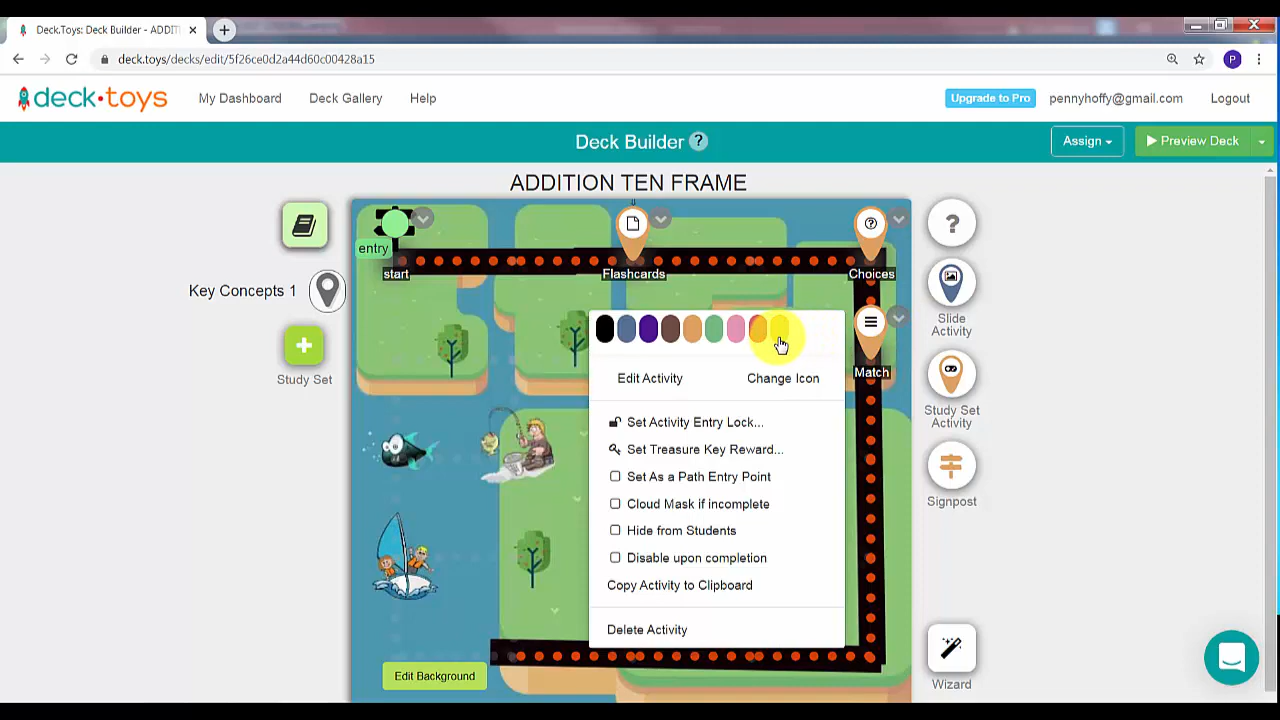 Deck.Toys: Deck Builder - ADDIT
deck.toys/decks/edit/5f26ce0d2a44d60c00428a15
P
deck•toys
My Dashboard
Deck Gallery
Help
Upgrade to Pro
pennyhoffy@gmail.com
Logout
Deck Builder ?
Assign
Preview Deck
ADDITION TEN FRAME
entry
start
Flashcards
Choices
Key Concepts 1
Study Set
Match
Edit Activity
Change Icon
Set Activity Entry Lock...
Set Treasure Key Reward...
Set As a Path Entry Point
Cloud Mask if incomplete
Hide from Students
Disable upon completion
Copy Activity to Clipboard
Delete Activity
Edit Background
?
Slide
Activity
Study Set
Activity
Signpost
Wizard